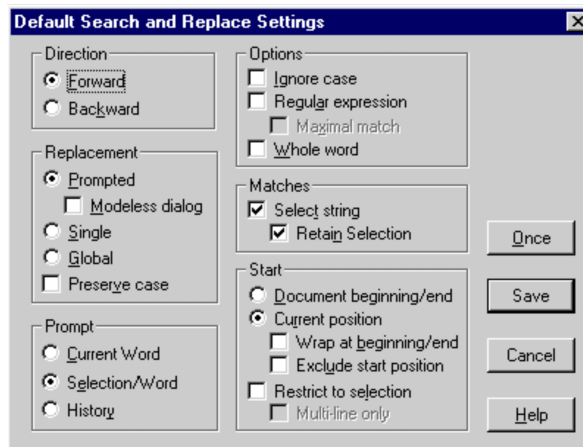 Default Search and Replace Settings
Direction
Forward
Backward
Replacement
Prompted
Modeless dialog
Single
Global
Preserve case
Prompt
Current Word
Selection/Word
History
Options
Ignore case
Regular expression
Maximal match
Whole word
Matches
Select string
Retain Selection
Start
Document beginning/end
Current position
Wrap at beginning/end
Exclude start position
Restrict to selection
Multi-line only
Once
Save
Cancel
Help